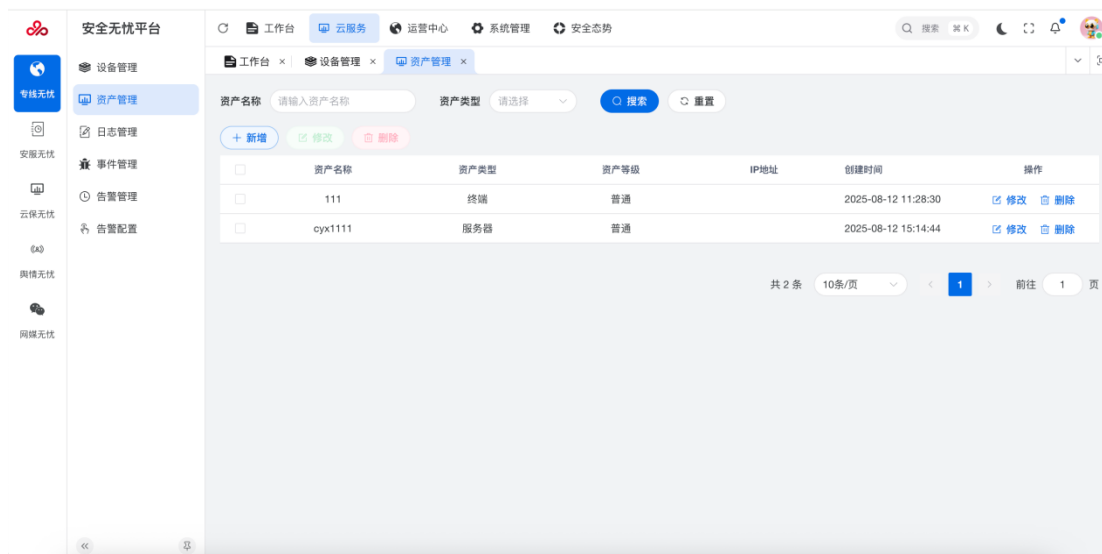 安全无忧平台 工作台 云服务 运营中心 系统管理 安全态势 搜索 ⌘ K
专线无忧
安服无忧
云保无忧
舆情无忧
网媒无忧
设备管理
资产管理
日志管理
事件管理
告警管理
告警配置
工作台 × 设备管理 × 资产管理 ×
资产名称 请输入资产名称 资产类型 请选择 搜索 重置
+ 新增 修改 删除
资产名称 资产类型 资产等级 IP地址 创建时间 操作
111 终端 普通 2025-08-12 11:28:30 修改 删除
cyx1111 服务器 普通 2025-08-12 15:14:44 修改 删除
共 2 条 10条/页 1 前往 1 页